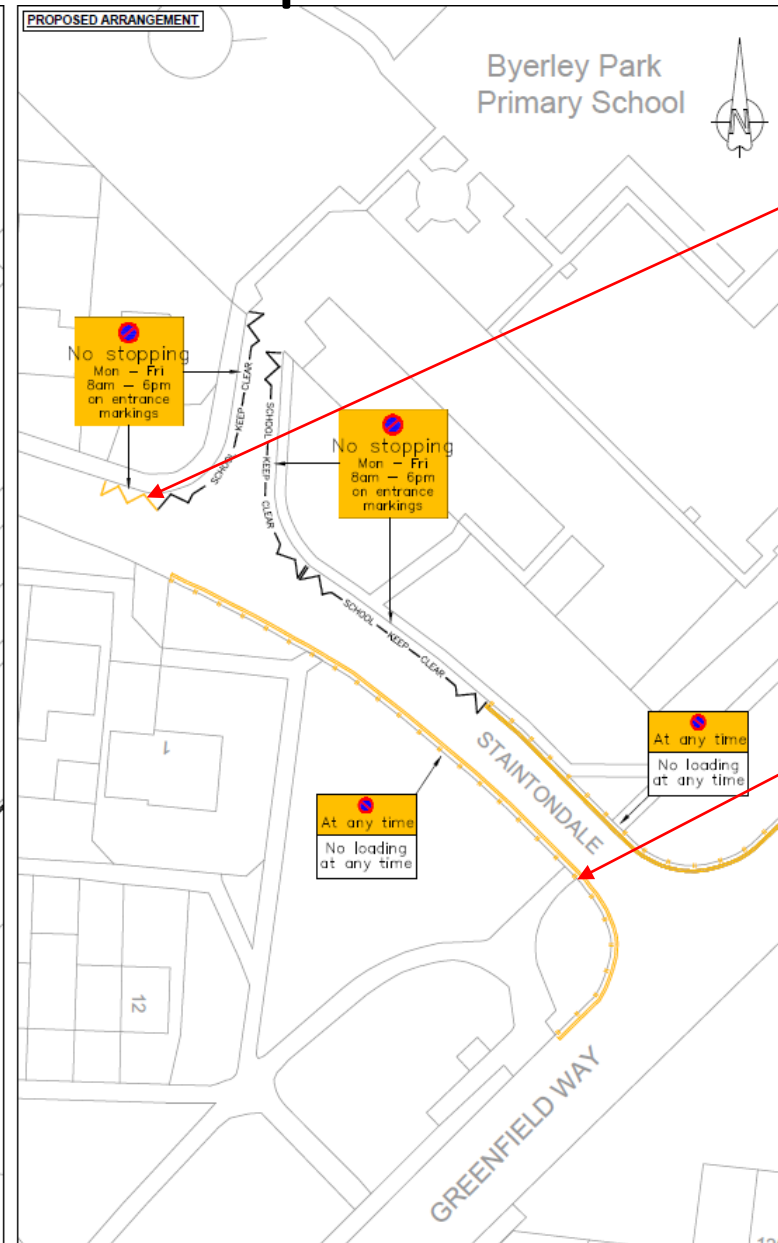 PROPOSED ARRANGEMENT
Byerley Park
Primary School
N
No stopping
Mon - Fri
8am - 6pm
on entrance
markings
SCHOOL KEEP CLEAR
SCHOOL KEEP CLEAR
No stopping
Mon - Fri
8am - 6pm
on entrance
markings
SCHOOL KEEP CLEAR
STAINTONDALE
At any time
No loading
at any time
1
At any time
No loading
at any time
12
GREENFIELD WAY